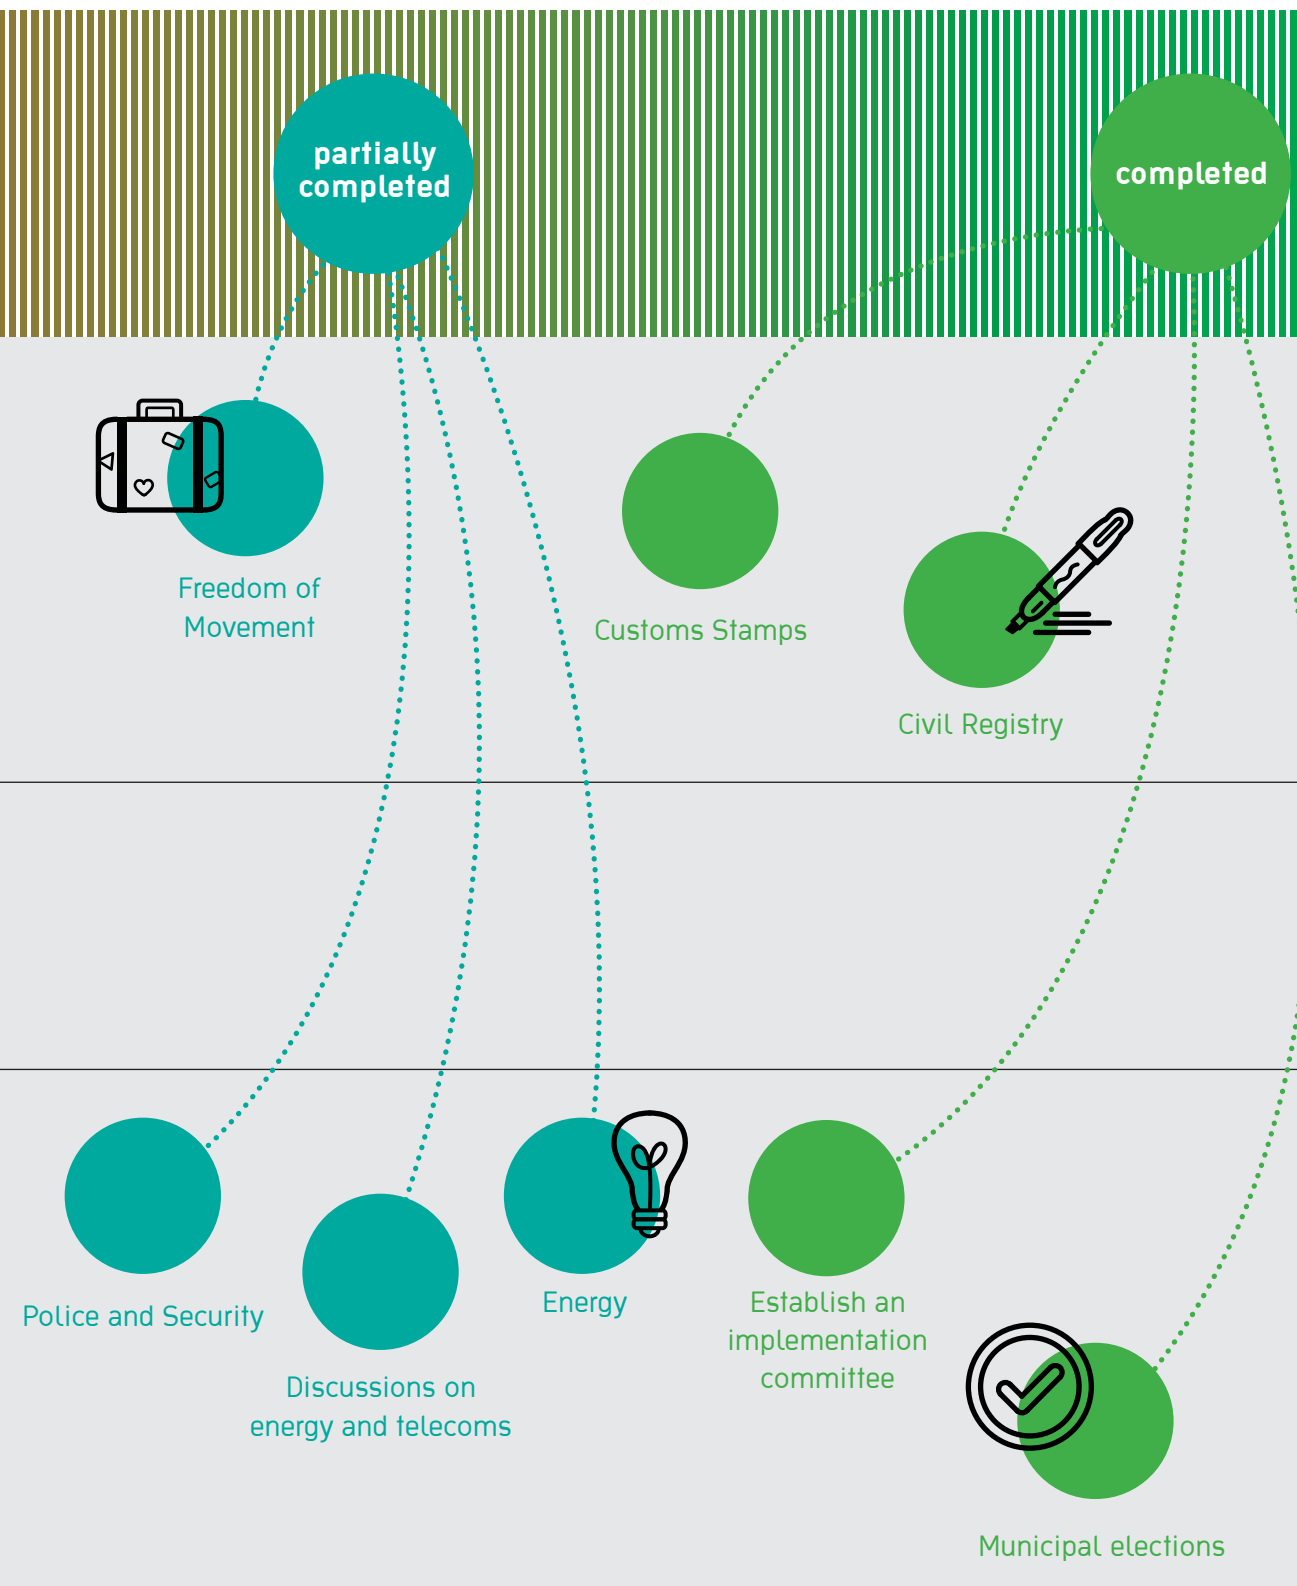 partially
completed
completed
Freedom of
Movement
Customs Stamps
Civil Registry
Police and Security
Discussions on
energy and telecoms
Energy
Establish an
implementation
committee
Municipal elections